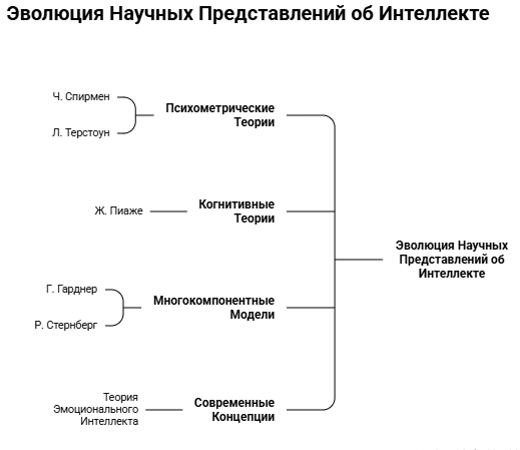 Эволюция Научных Представлений об Интеллекте
Ч. Спирмен
Л. Терстоун
Психометрические
Теории
Ж. Пиаже
Когнитивные
Теории
Эволюция Научных
Представлений об
Интеллекте
Г. Гарднер
Р. Стернберг
Многокомпонентные
Модели
Теория
Эмоционального
Интеллекта
Современные
Концепции